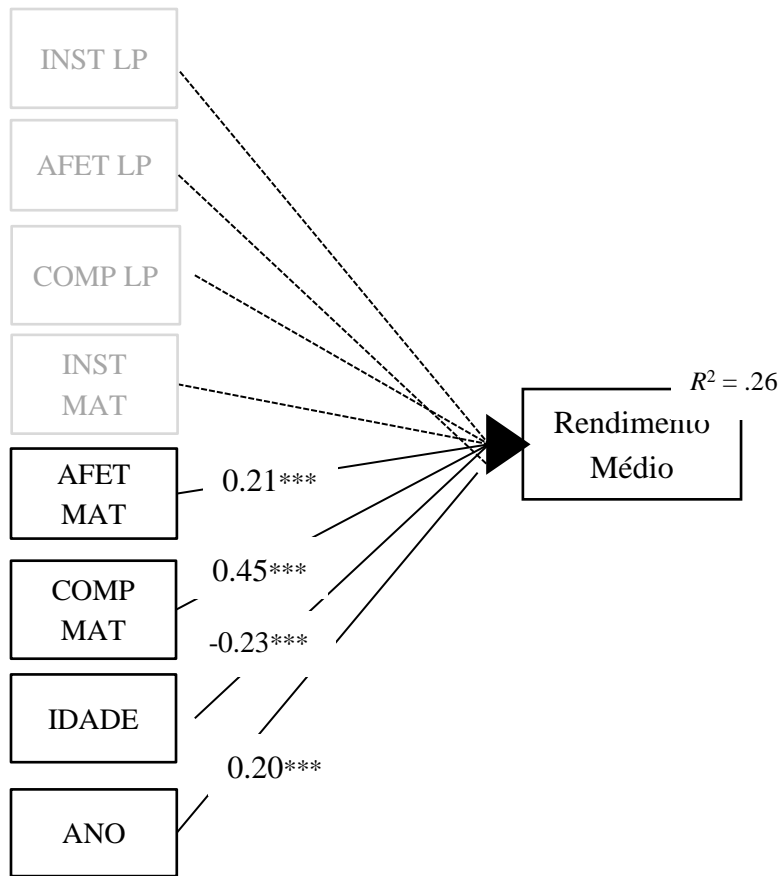 INST LP
AFET LP
COMP LP
INST
MAT
AFET
MAT
0.21***
COMP
MAT
0.45***
-0.23***
IDADE
0.20***
ANO
R² = .26
Rendimento
Médio